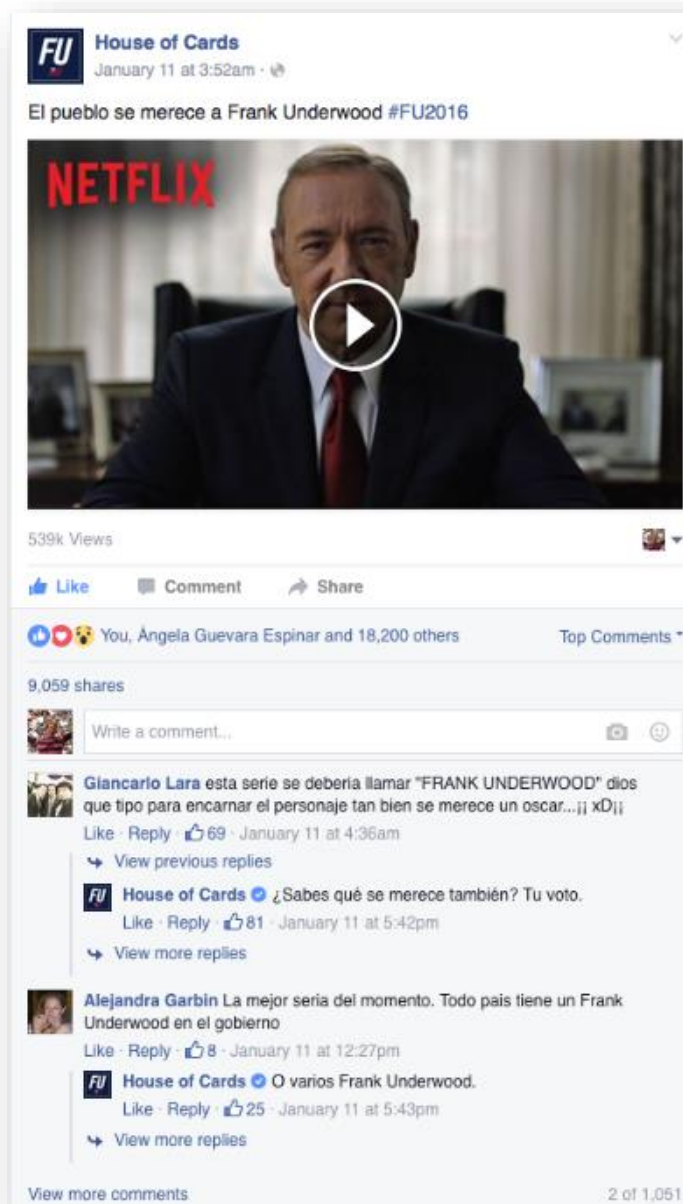 FU
House of Cards
January 11 at 3:52am ·
El pueblo se merece a Frank Underwood #FU2016
NETFLIX
539k Views
Like Comment Share
You, Ángela Guevara Espinar and 18,200 others Top Comments
9,059 shares
Write a comment...
Giancarlo Lara esta serie se deberia llamar "FRANK UNDERWOOD" dios
que tipo para encarnar el personaje tan bien se merece un oscar...¡¡ xD¡¡
Like · Reply · 69 · January 11 at 4:36am
View previous replies
FU House of Cards ¿Sabes qué se merece también? Tu voto.
Like · Reply · 81 · January 11 at 5:42pm
View more replies
Alejandra Garbin La mejor seria del momento. Todo pais tiene un Frank
Underwood en el gobierno
Like · Reply · 8 · January 11 at 12:27pm
FU House of Cards O varios Frank Underwood.
Like · Reply · 25 · January 11 at 5:43pm
View more replies
View more comments 2 of 1,051